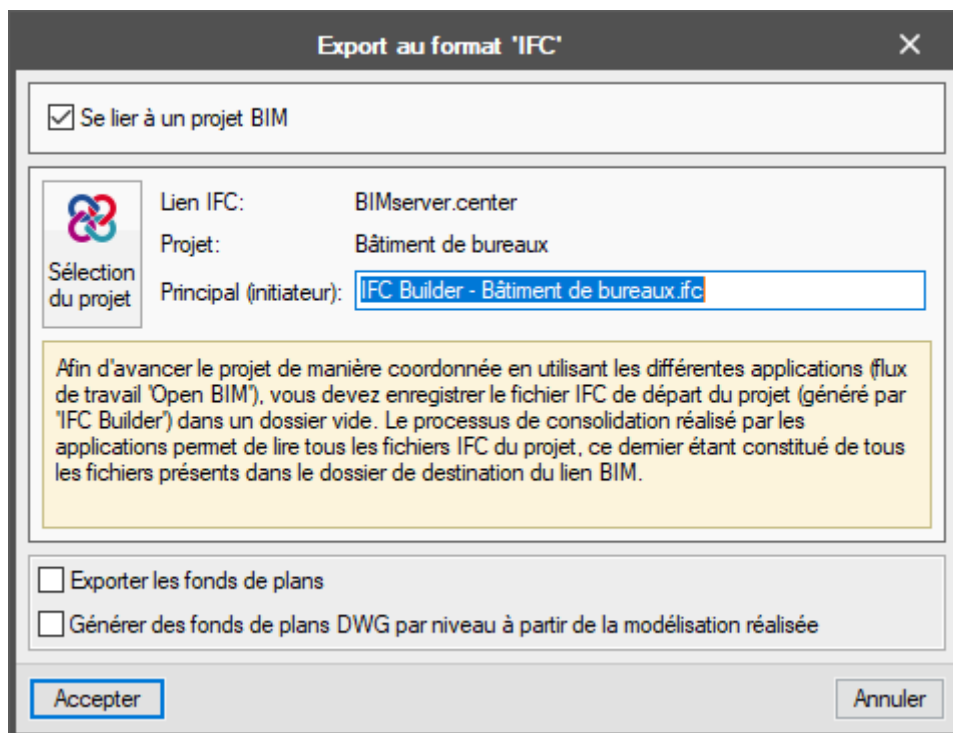 Export au format 'IFC'
Se lier à un projet BIM
Sélection
du projet
Lien IFC: BIMserver.center
Projet: Bâtiment de bureaux
Principal (initiateur): IFC Builder - Bâtiment de bureaux.ifc
Afin d'avancer le projet de manière coordonnée en utilisant les différentes applications (flux
de travail 'Open BIM'), vous devez enregistrer le fichier IFC de départ du projet (généré par
'IFC Builder') dans un dossier vide. Le processus de consolidation réalisé par les
applications permet de lire tous les fichiers IFC du projet, ce dernier étant constitué de tous
les fichiers présents dans le dossier de destination du lien BIM.
Exporter les fonds de plans
Générer des fonds de plans DWG par niveau à partir de la modélisation réalisée
Accepter Annuler